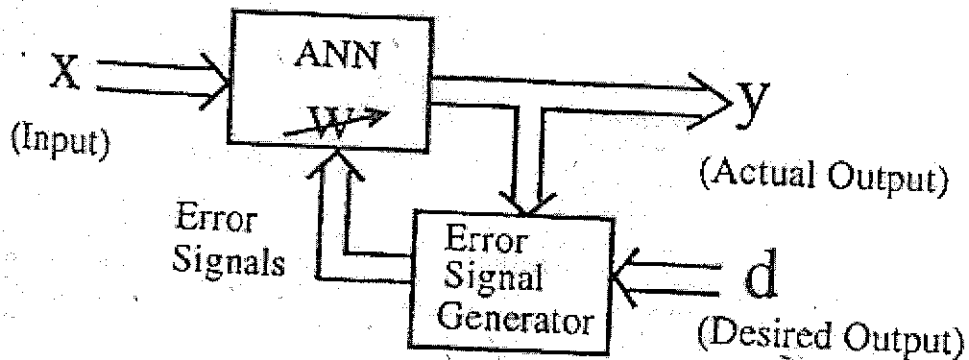 X
(Input)
ANN
W
y
(Actual Output)
Error
Signals
Error
Signal
Generator
d
(Desired Output)